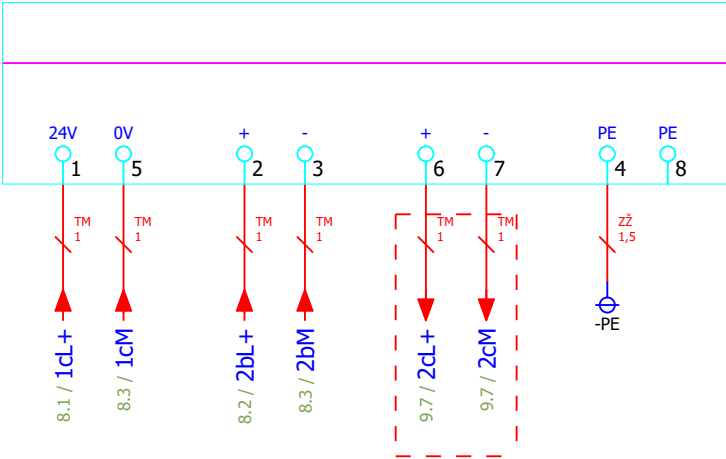 24V 0V + - + - PE PE
1 5 2 3 6 7 4 8
TM TM TM TM TM TM ZŽ
1 1 1 1 1 1 1,5
-PE
8.1 / 1cL+
8.3 / 1cM
8.2 / 2bL+
8.3 / 2bM
9.7 / 2cL+
9.7 / 2cM